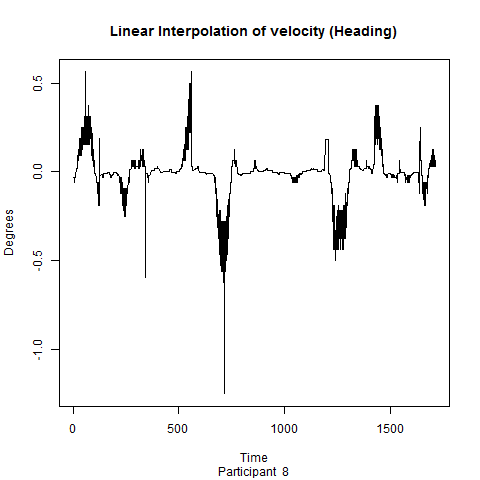 Linear Interpolation of velocity (Heading)
0.5
0.0
-0.5
-1.0
Degrees
0
500
1000
1500
Time
Participant 8